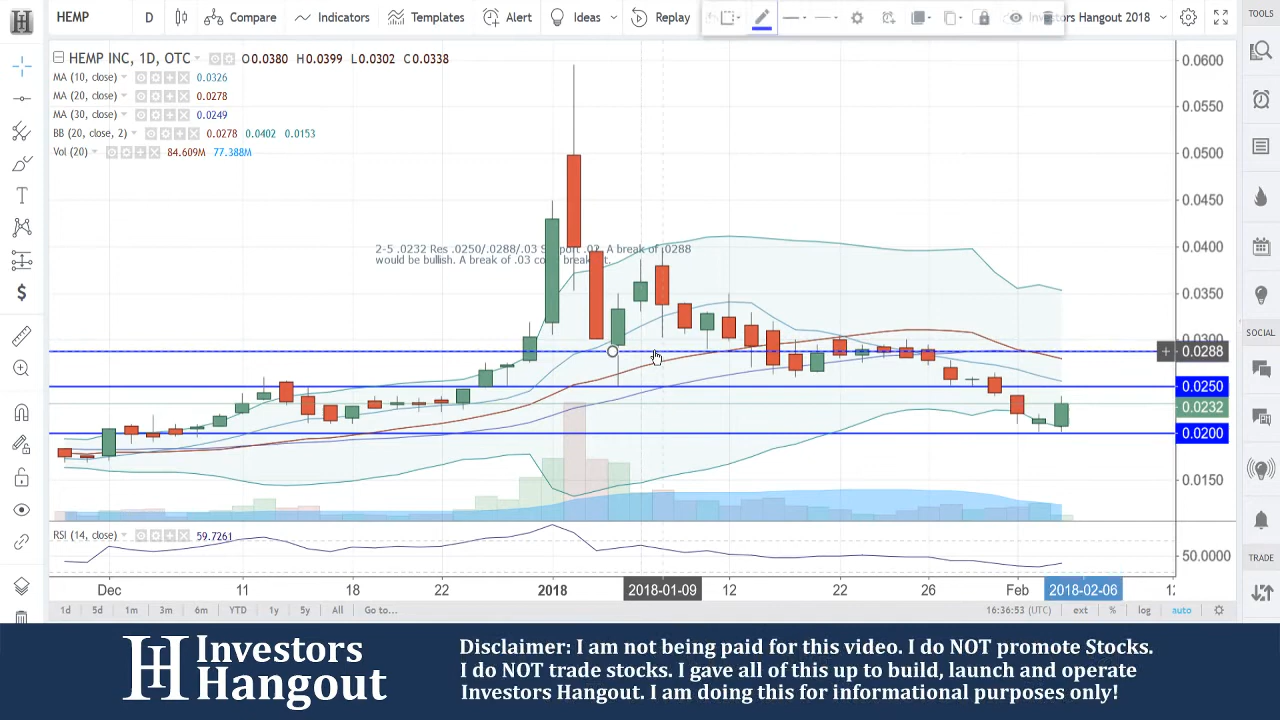 HEMP D Compare Indicators Templates Alert Ideas Replay Investors Hangout 2018
TOOLS
HEMP INC, 1D, OTC O0.0380 H0.0399 L0.0302 C0.0338
MA (10, close) 0.0326
MA (20, close) 0.0278
MA (30, close) 0.0249
BB (20, close, 2) 0.0278 0.0402 0.0153
Vol (20) 84.609M 77.388M
0.0600
0.0550
0.0500
0.0450
0.0400
0.0350
0.0300
0.0288
0.0250
0.0232
0.0200
0.0150
2-5 .0232 Res .0250/.0288/.03 Support .02. A break of .0288
would be bullish. A break of .03 could breakout.
SOCIAL
RSI (14, close) 59.7261
50.0000
TRADE
Dec 11 18 22 2018 2018-01-09 12 22 26 Feb 2018-02-06
1d 5d 1m 3m 6m YTD 1y 5y All Go to... 16:36:53 (UTC) ext % log auto
H
Investors
Hangout
Disclaimer: I am not being paid for this video. I do NOT promote Stocks.
I do NOT trade stocks. I gave all of this up to build, launch and operate
Investors Hangout. I am doing this for informational purposes only!